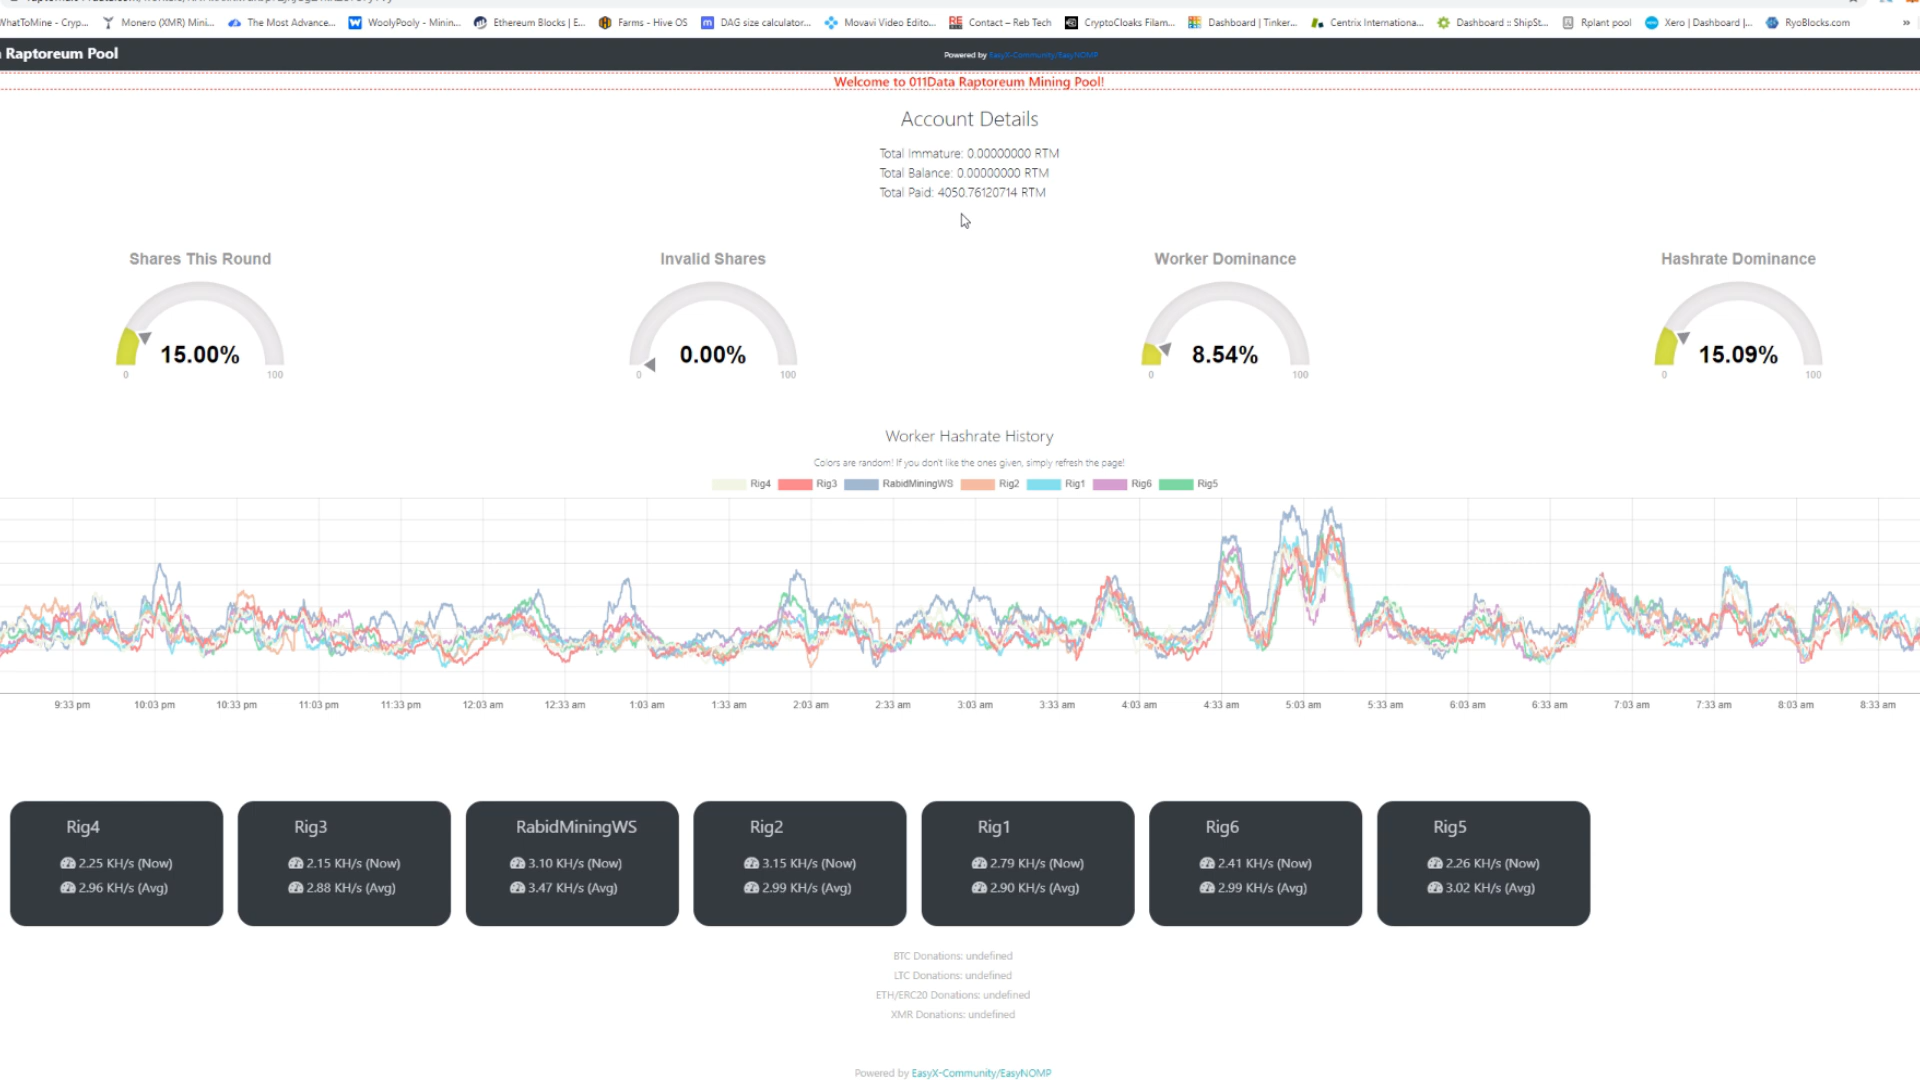 WhatToMine - Cryp... Monero (XMR) Mini... The Most Advance... WoolyPooly - Minin... Ethereum Blocks | E... Farms - Hive OS DAG size calculator... Movavi Video Edito... Contact – Reb Tech CryptoCloaks Filam... Dashboard | Tinker... Centrix Internationa... Dashboard :: ShipSt... Rplant pool Xero | Dashboard |... RyoBlocks.com »
Raptoreum Pool
Powered by EasyX-Community/EasyNOMP
Welcome to 011Data Raptoreum Mining Pool!
Account Details
Total Immature: 0.00000000 RTM
Total Balance: 0.00000000 RTM
Total Paid: 4050.76120714 RTM
Shares This Round Invalid Shares Worker Dominance Hashrate Dominance
15.00% 0.00% 8.54% 15.09%
0 100 0 100 0 100 0 100
Worker Hashrate History
Colors are random! If you don't like the ones given, simply refresh the page!
Rig4 Rig3 RabidMiningWS Rig2 Rig1 Rig6 Rig5
9:33 pm 10:03 pm 10:33 pm 11:03 pm 11:33 pm 12:03 am 12:33 am 1:03 am 1:33 am 2:03 am 2:33 am 3:03 am 3:33 am 4:03 am 4:33 am 5:03 am 5:33 am 6:03 am 6:33 am 7:03 am 7:33 am 8:03 am 8:33 am
Rig4
2.25 KH/s (Now)
2.96 KH/s (Avg)
Rig3
2.15 KH/s (Now)
2.88 KH/s (Avg)
RabidMiningWS
3.10 KH/s (Now)
3.47 KH/s (Avg)
Rig2
3.15 KH/s (Now)
2.99 KH/s (Avg)
Rig1
2.79 KH/s (Now)
2.90 KH/s (Avg)
Rig6
2.41 KH/s (Now)
2.99 KH/s (Avg)
Rig5
2.26 KH/s (Now)
3.02 KH/s (Avg)
BTC Donations: undefined
LTC Donations: undefined
ETH/ERC20 Donations: undefined
XMR Donations: undefined
Powered by EasyX-Community/EasyNOMP